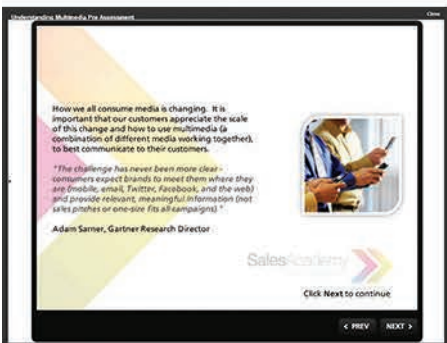 Understanding Multimedia Pre Assessment
Close
How we all consume media is changing. It is
important that our customers appreciate the scale
of this change and how to use multimedia (a
combination of different media working together),
to best communicate to their customers.
"The challenge has never been more clear -
consumers expect brands to meet them where they
are (mobile, email, Twitter, Facebook, and the web)
and provide relevant, meaningful information (not
sales pitches or one-size fits all campaigns)."
Adam Sarner, Gartner Research Director
SalesAcademy
Click Next to continue
< PREV NEXT >